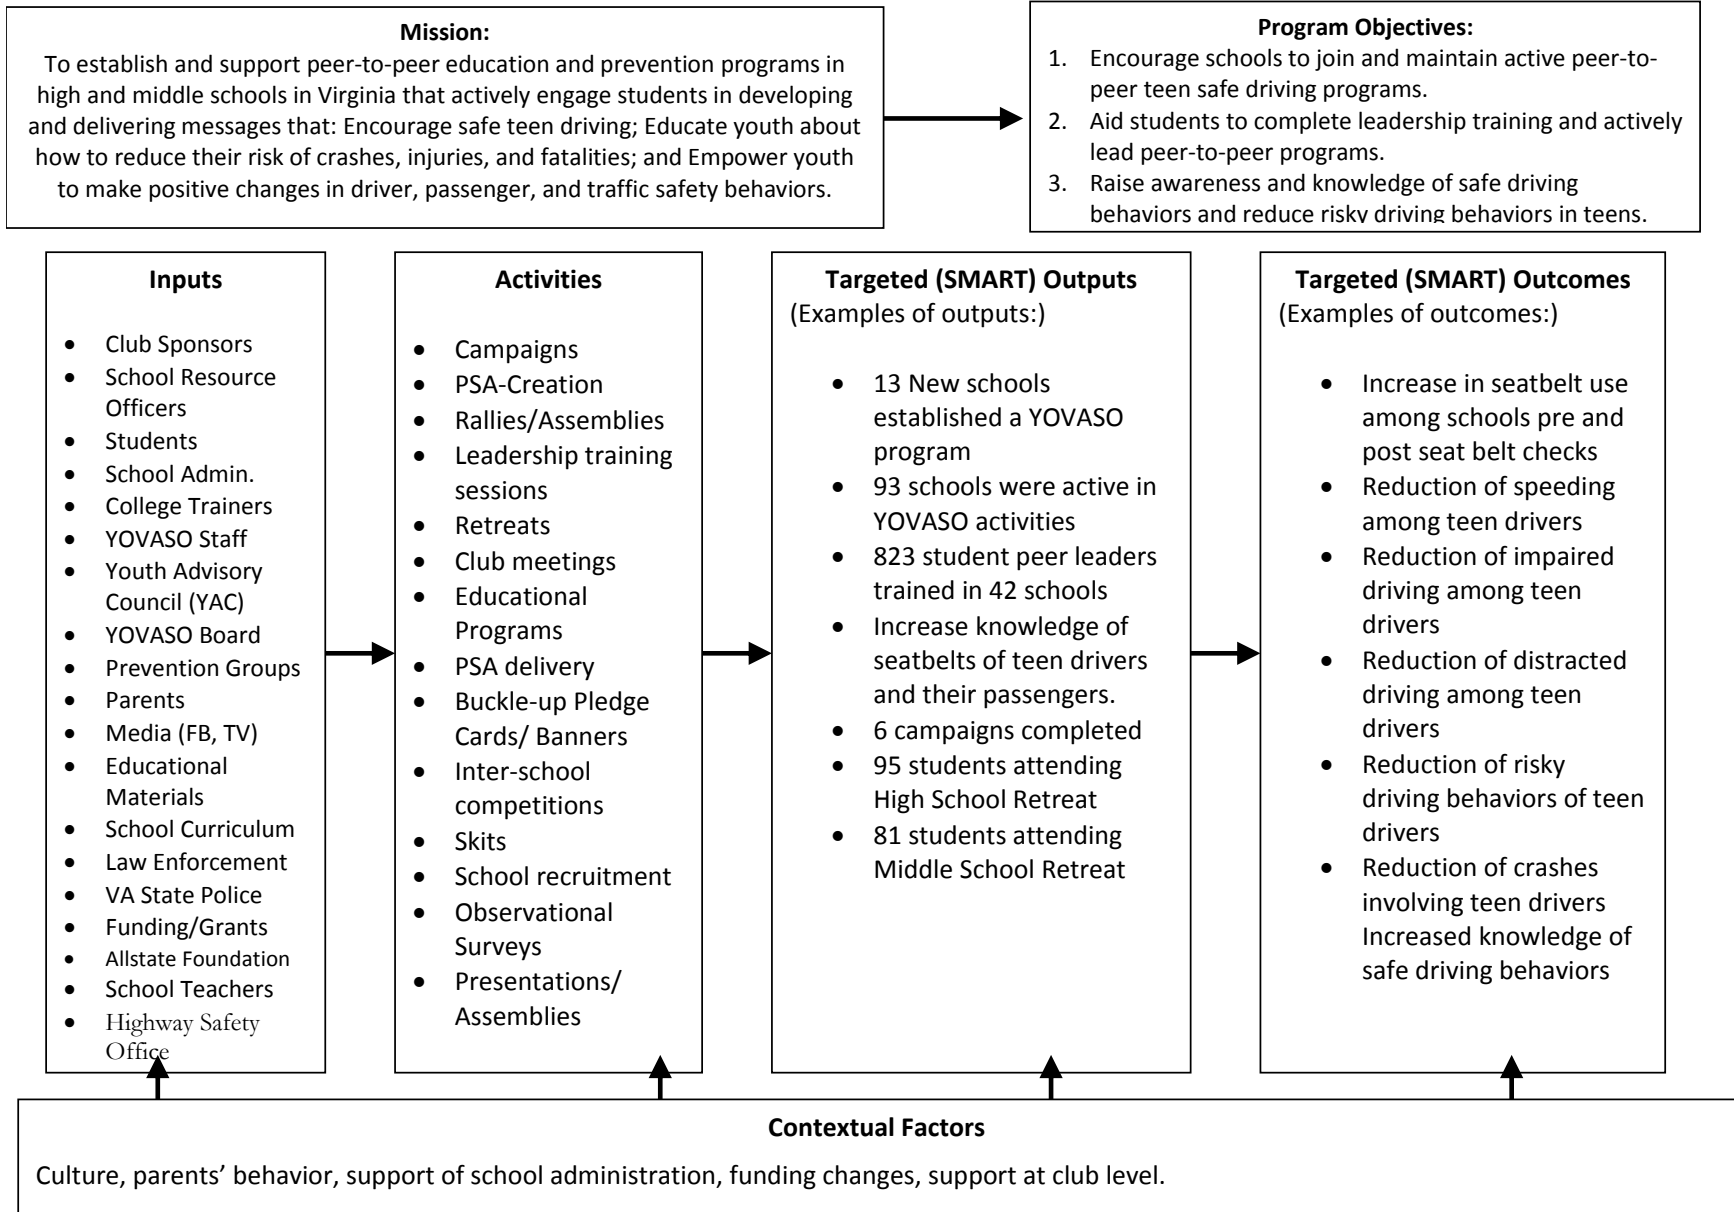 Mission:
To establish and support peer-to-peer education and prevention programs in
high and middle schools in Virginia that actively engage students in developing
and delivering messages that: Encourage safe teen driving; Educate youth about
how to reduce their risk of crashes, injuries, and fatalities; and Empower youth
to make positive changes in driver, passenger, and traffic safety behaviors.
Program Objectives:
1. Encourage schools to join and maintain active peer-to-
peer teen safe driving programs.
2. Aid students to complete leadership training and actively
lead peer-to-peer programs.
3. Raise awareness and knowledge of safe driving
behaviors and reduce risky driving behaviors in teens.
Inputs
• Club Sponsors
• School Resource
Officers
• Students
• School Admin.
• College Trainers
• YOVASO Staff
• Youth Advisory
Council (YAC)
• YOVASO Board
• Prevention Groups
• Parents
• Media (FB, TV)
• Educational
Materials
• School Curriculum
• Law Enforcement
• VA State Police
• Funding/Grants
• Allstate Foundation
• School Teachers
• Highway Safety
Office
Activities
• Campaigns
• PSA-Creation
• Rallies/Assemblies
• Leadership training
sessions
• Retreats
• Club meetings
• Educational
Programs
• PSA delivery
• Buckle-up Pledge
Cards/ Banners
• Inter-school
competitions
• Skits
• School recruitment
• Observational
Surveys
• Presentations/
Assemblies
Targeted (SMART) Outputs
(Examples of outputs:)
• 13 New schools
established a YOVASO
program
• 93 schools were active in
YOVASO activities
• 823 student peer leaders
trained in 42 schools
• Increase knowledge of
seatbelts of teen drivers
and their passengers.
• 6 campaigns completed
• 95 students attending
High School Retreat
• 81 students attending
Middle School Retreat
Targeted (SMART) Outcomes
(Examples of outcomes:)
• Increase in seatbelt use
among schools pre and
post seat belt checks
• Reduction of speeding
among teen drivers
• Reduction of impaired
driving among teen
drivers
• Reduction of distracted
driving among teen
drivers
• Reduction of risky
driving behaviors of teen
drivers
• Reduction of crashes
involving teen drivers
Increased knowledge of
safe driving behaviors
Contextual Factors
Culture, parents’ behavior, support of school administration, funding changes, support at club level.